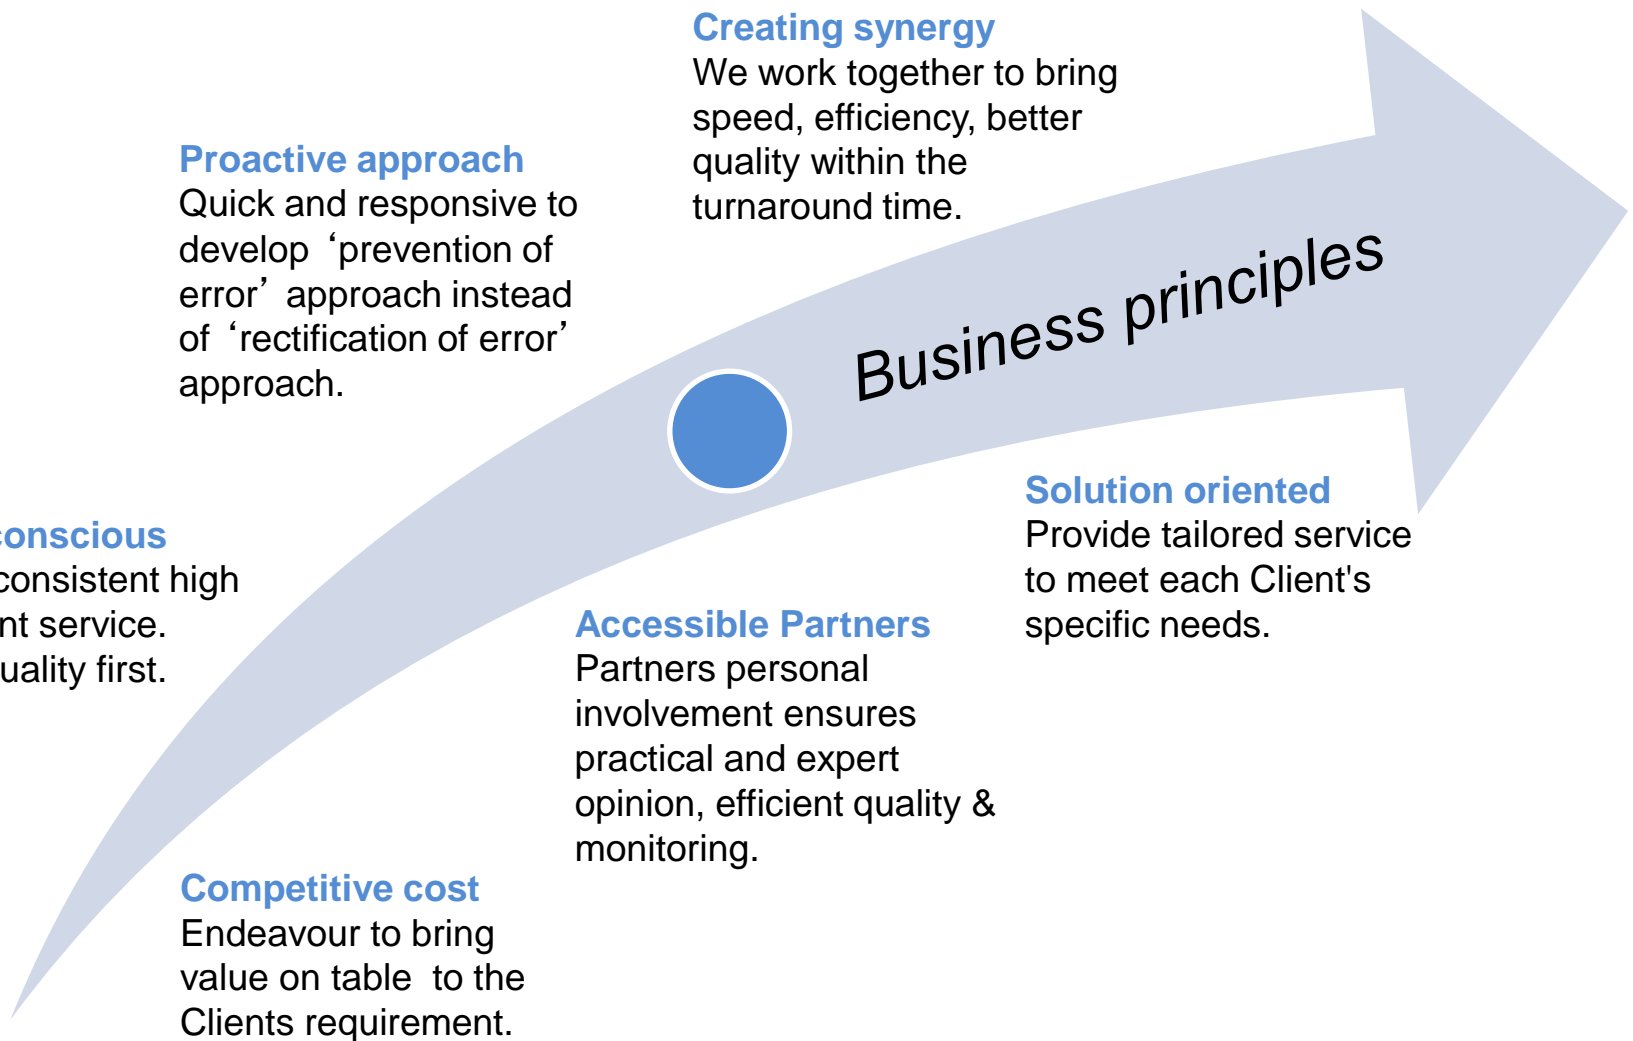 Creating synergy
We work together to bring
speed, efficiency, better
quality within the
turnaround time.
Proactive approach
Quick and responsive to
develop ‘prevention of
error’ approach instead
of ‘rectification of error’
approach.
Business principles
conscious
consistent high
service.
first.
Solution oriented
Provide tailored service
to meet each Client's
specific needs.
Accessible Partners
Partners personal
involvement ensures
practical and expert
opinion, efficient quality &
monitoring.
Competitive cost
Endeavour to bring
value on table to the
Clients requirement.